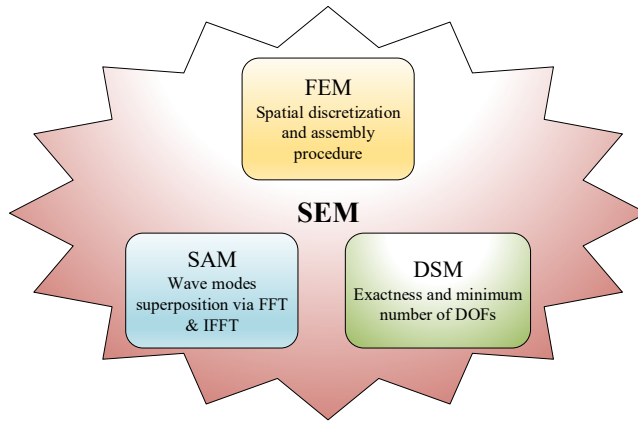 FEM
Spatial discretization
and assembly
procedure
SEM
SAM
Wave modes
superposition via FFT
& IFFT
DSM
Exactness and minimum
number of DOFs